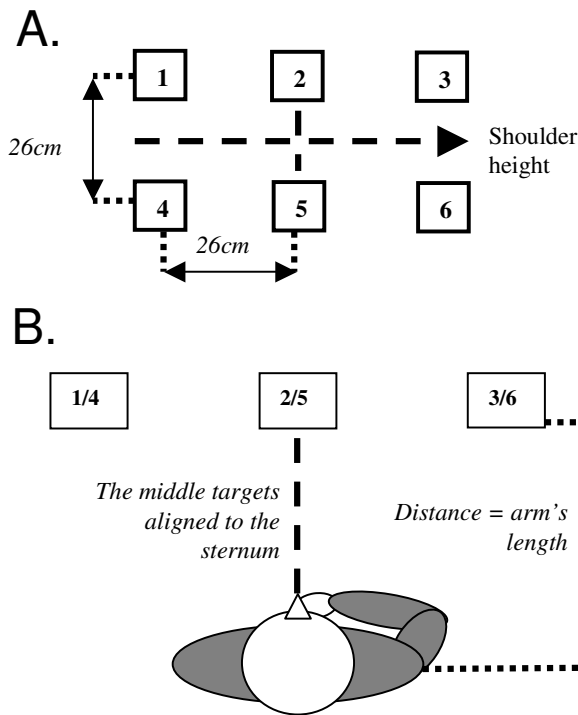 A.
1 2 3
26cm
Shoulder
height
4 5 6
26cm
B.
1/4 2/5 3/6
The middle targets
aligned to the
sternum
Distance = arm's
length